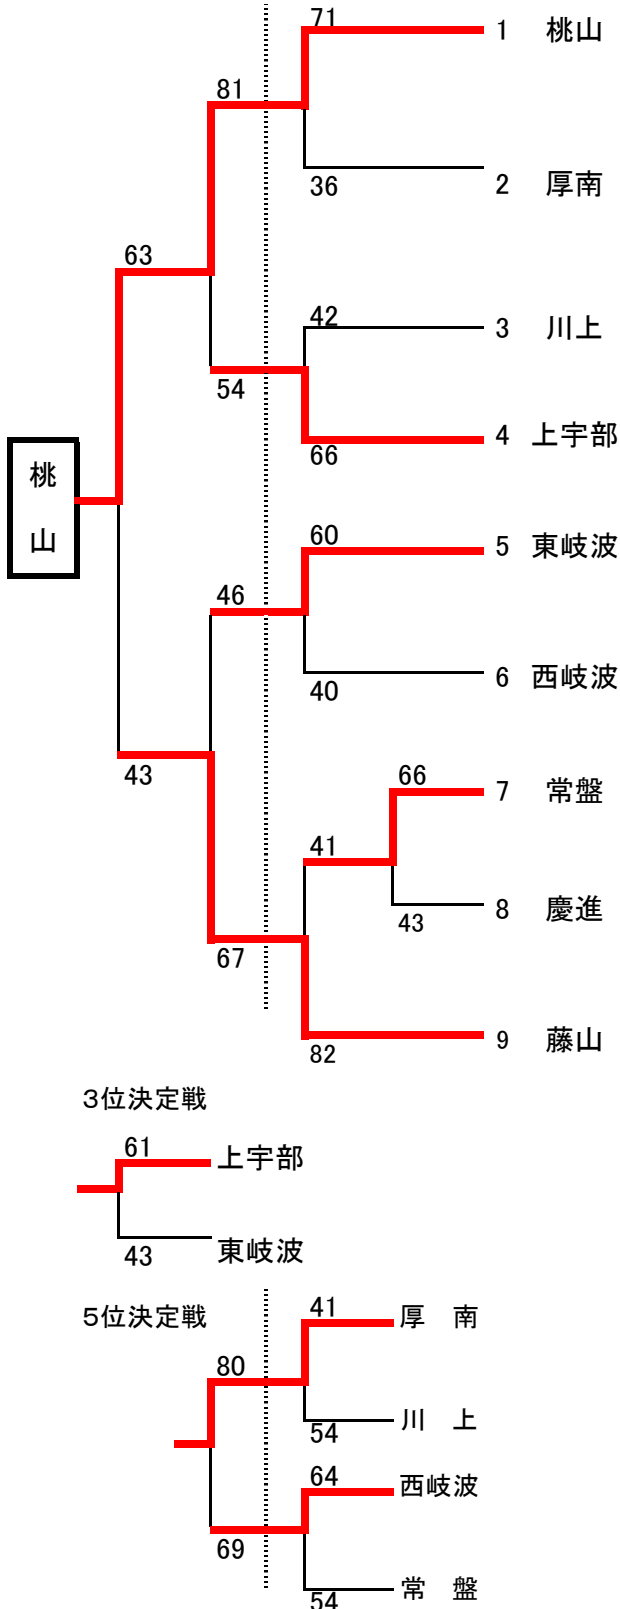 71
1 桃山
81
36
2 厚南
63
42
3 川上
54
66
4 上宇部
桃
山
60
5 東岐波
46
40
6 西岐波
43
66
7 常盤
41
43
8 慶進
67
82
9 藤山
3位決定戦
61
上宇部
43
東岐波
5位決定戦
41
厚 南
80
54
川 上
64
西岐波
69
54
常 盤